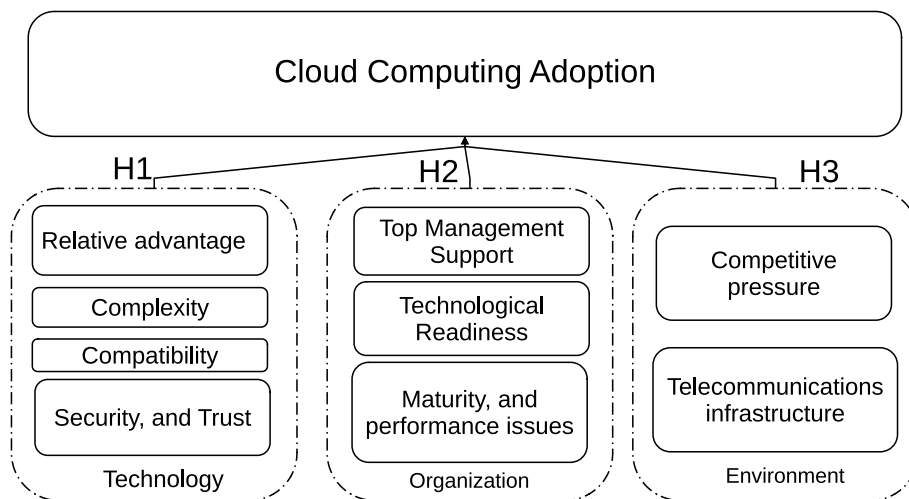 Cloud Computing Adoption
H1
H2
H3
Relative advantage
Complexity
Compatibility
Security, and Trust
Technology
Top Management
Support
Technological
Readiness
Maturity, and
performance issues
Organization
Competitive
pressure
Telecommunications
infrastructure
Environment